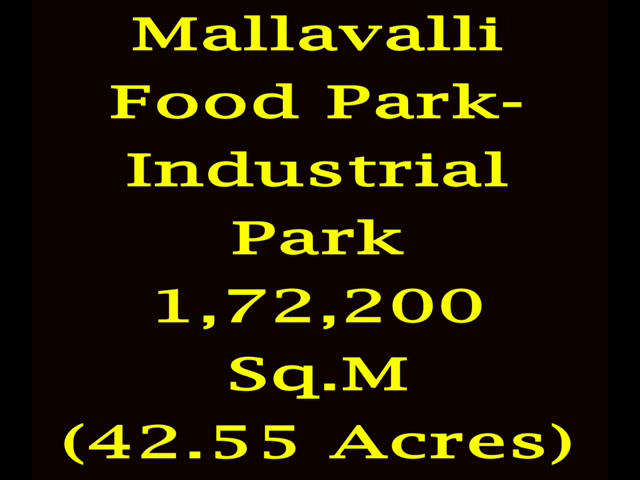 Mallavalli
Food Park-
Industrial
Park
1,72,200
Sq.M
(42.55 Acres)